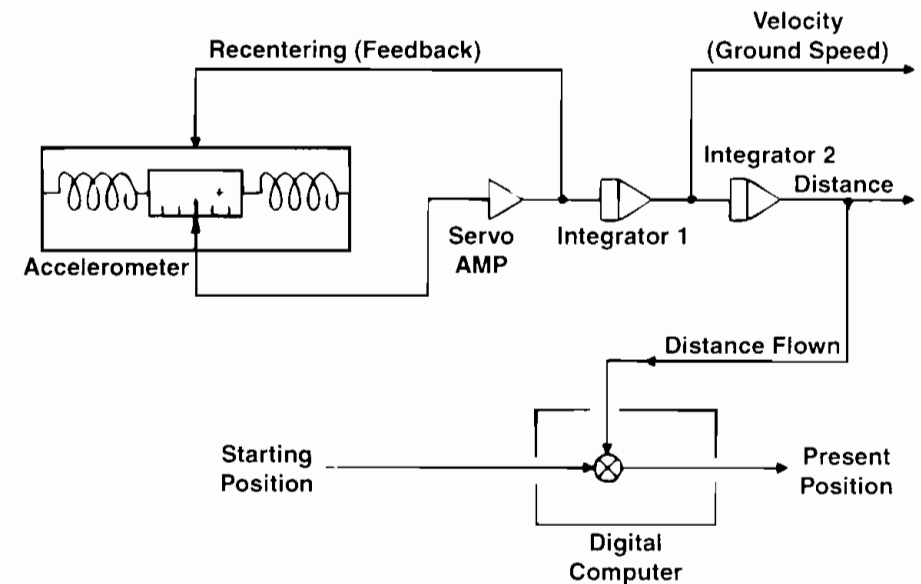 Velocity
(Ground Speed)
Recentering (Feedback)
Integrator 2
Distance
Servo
AMP
Integrator 1
Accelerometer
+
Distance Flown
Starting
Position
Present
Position
Digital
Computer